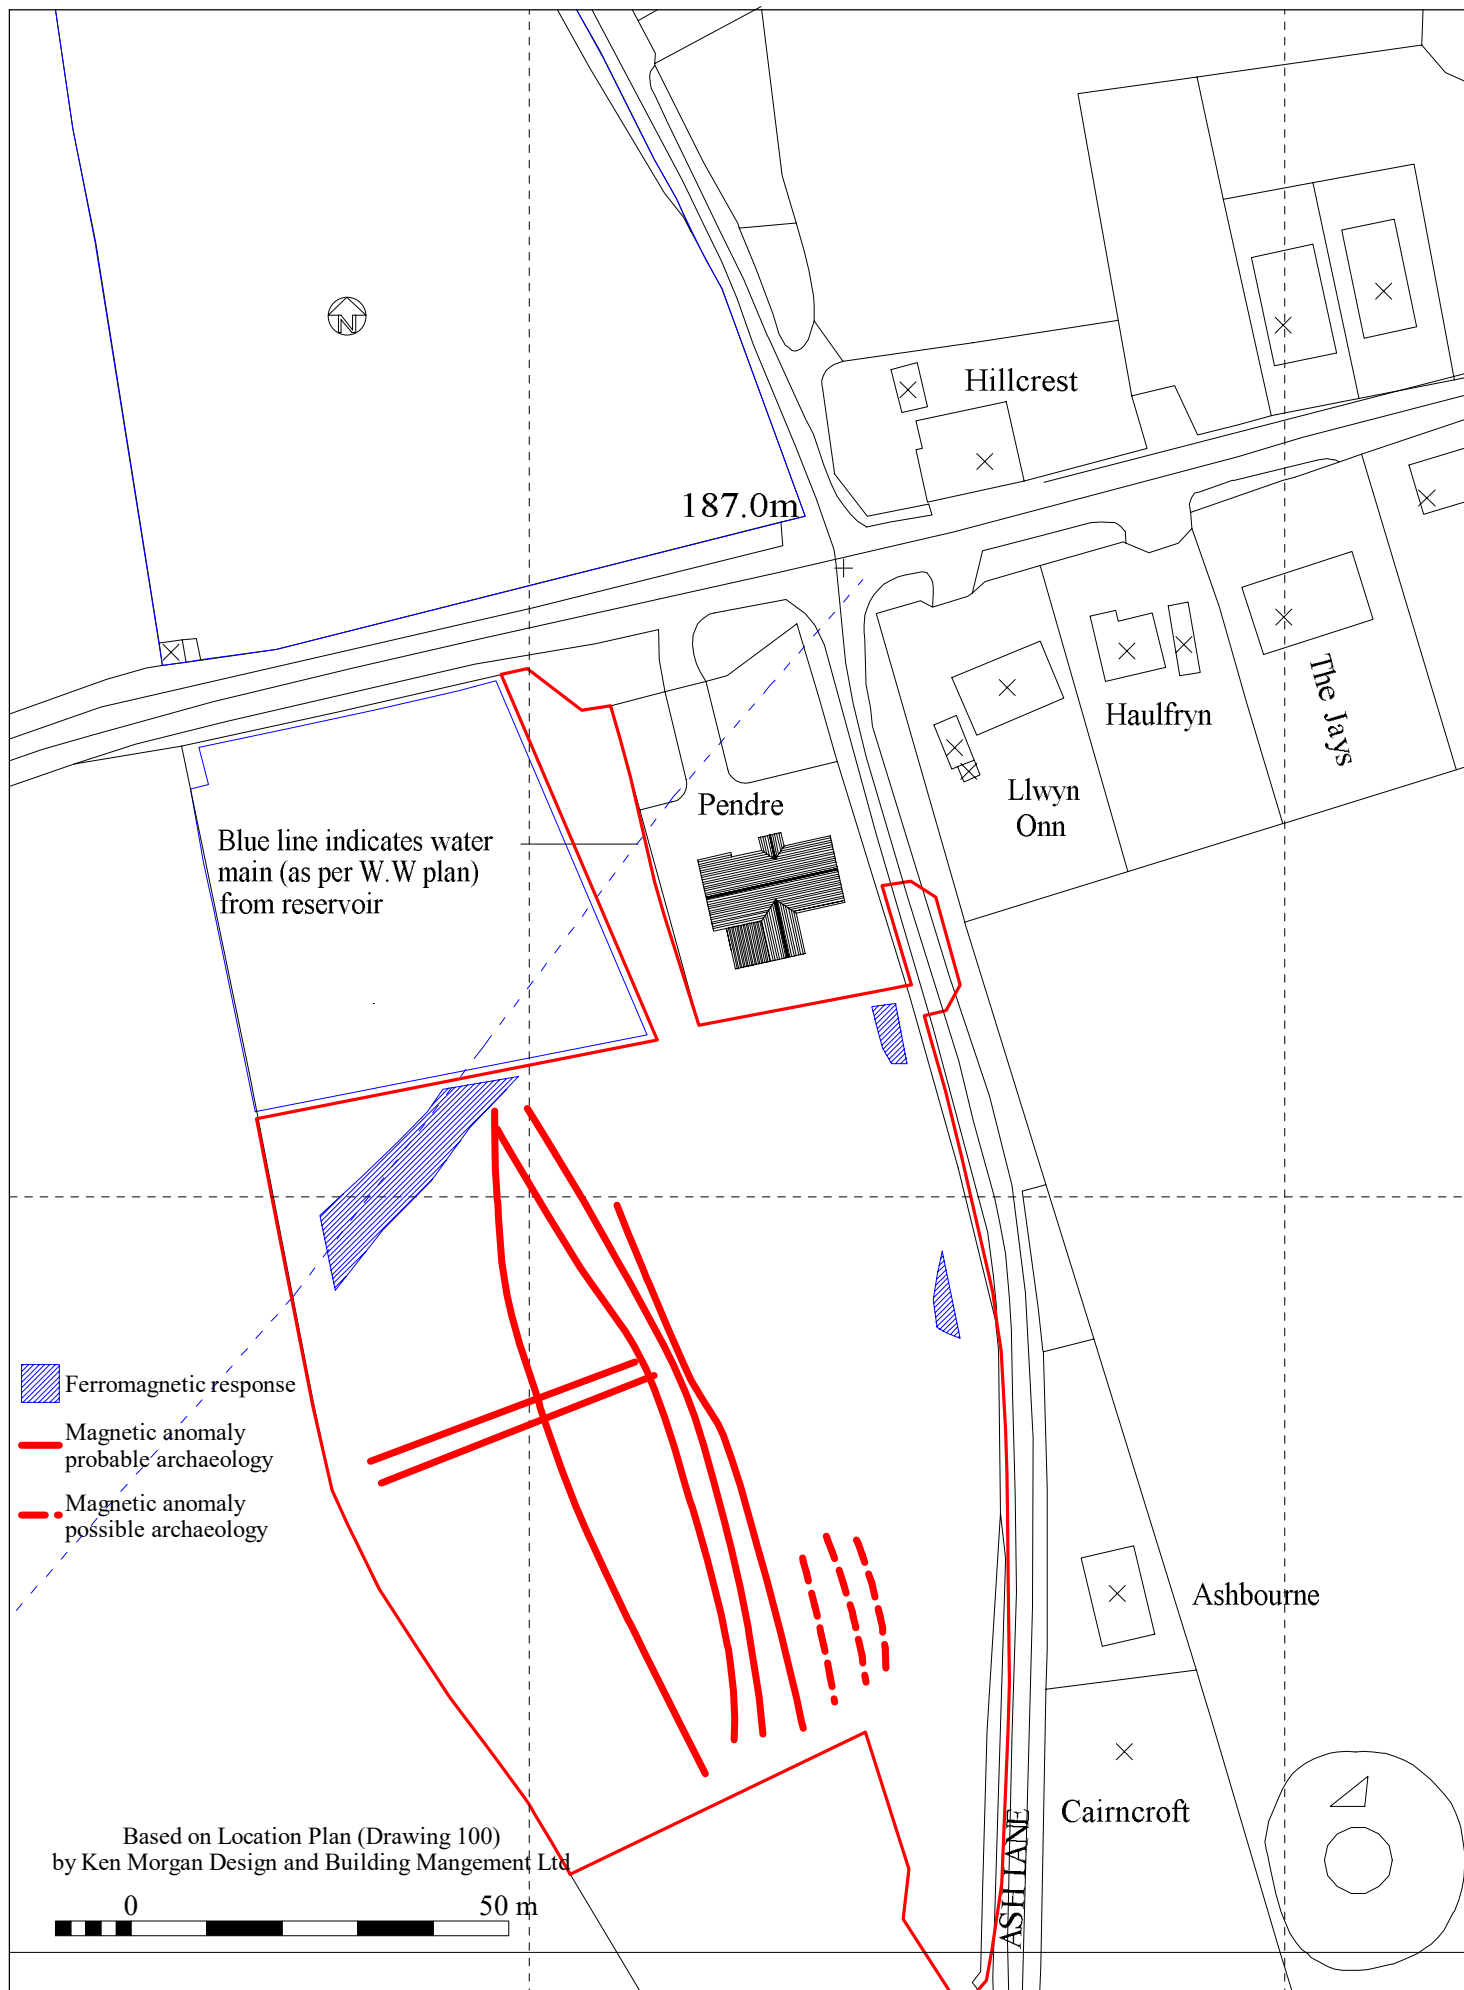 N
Hillcrest
187.0m
The Jays
Haulfryn
Llwyn
Onn
Pendre
Blue line indicates water
main (as per W.W plan)
from reservoir
Ferromagnetic response
Magnetic anomaly
probable archaeology
Magnetic anomaly
possible archaeology
Ashbourne
Cairncroft
ASH LANE
Based on Location Plan (Drawing 100)
by Ken Morgan Design and Building Mangement Ltd
0 50 m